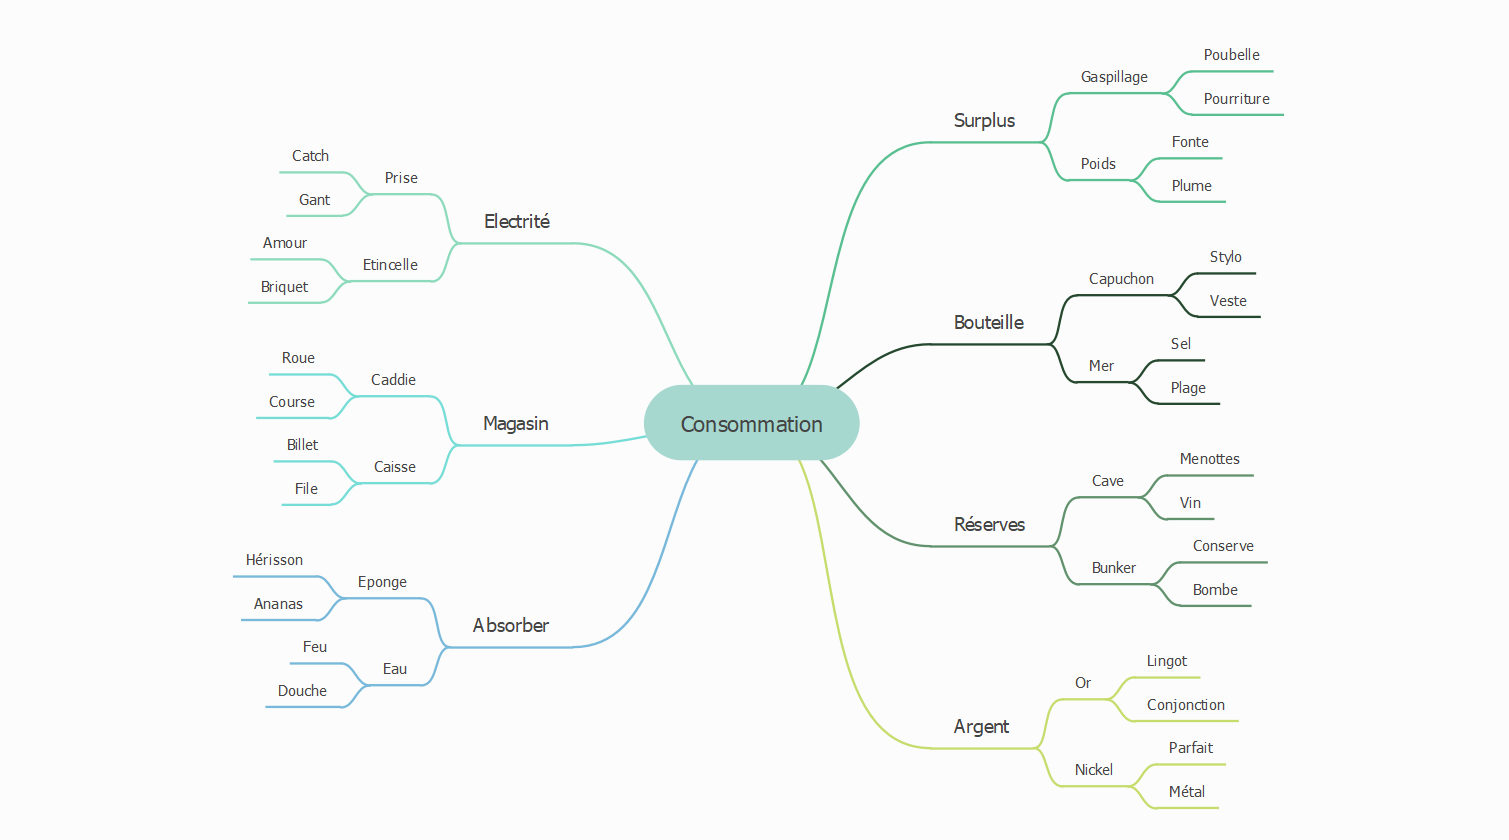 Consommation
Surplus
Gaspillage
Poubelle
Pourriture
Poids
Fonte
Plume
Bouteille
Capuchon
Stylo
Veste
Mer
Sel
Plage
Réserves
Cave
Menottes
Vin
Bunker
Conserve
Bombe
Argent
Or
Lingot
Conjonction
Nickel
Parfait
Métal
Electrité
Prise
Catch
Gant
Etincelle
Amour
Briquet
Magasin
Caddie
Roue
Course
Caisse
Billet
File
Absorber
Eponge
Hérisson
Ananas
Eau
Feu
Douche